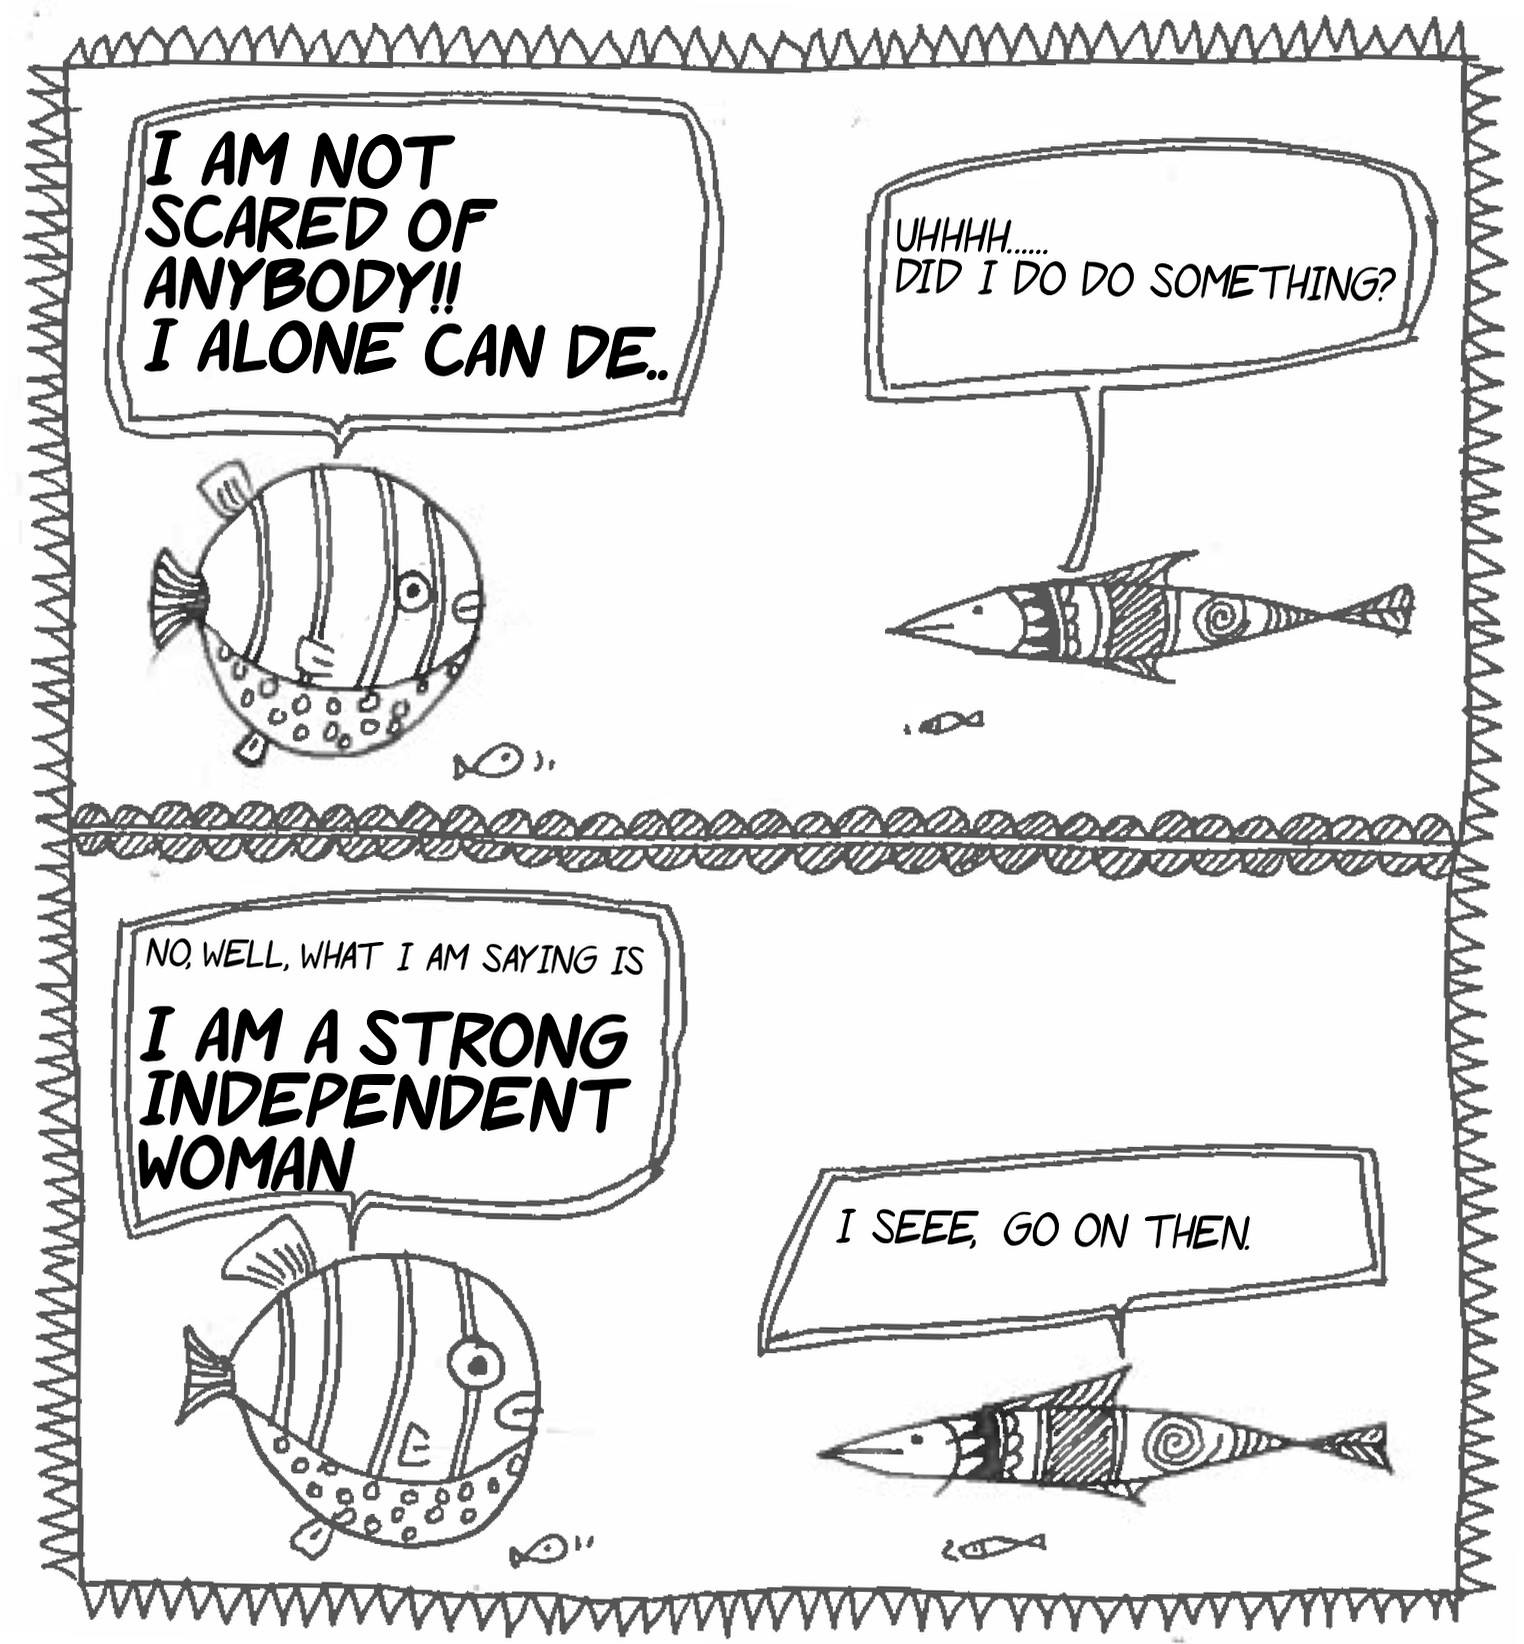 I AM NOT
SCARED OF
ANYBODY!!
I ALONE CAN DE..
UHHHH......
DID I DO DO SOMETHING?
NO, WELL, WHAT I AM SAYING IS
I AM A STRONG
INDEPENDENT
WOMAN
I SEEE, GO ON THEN.